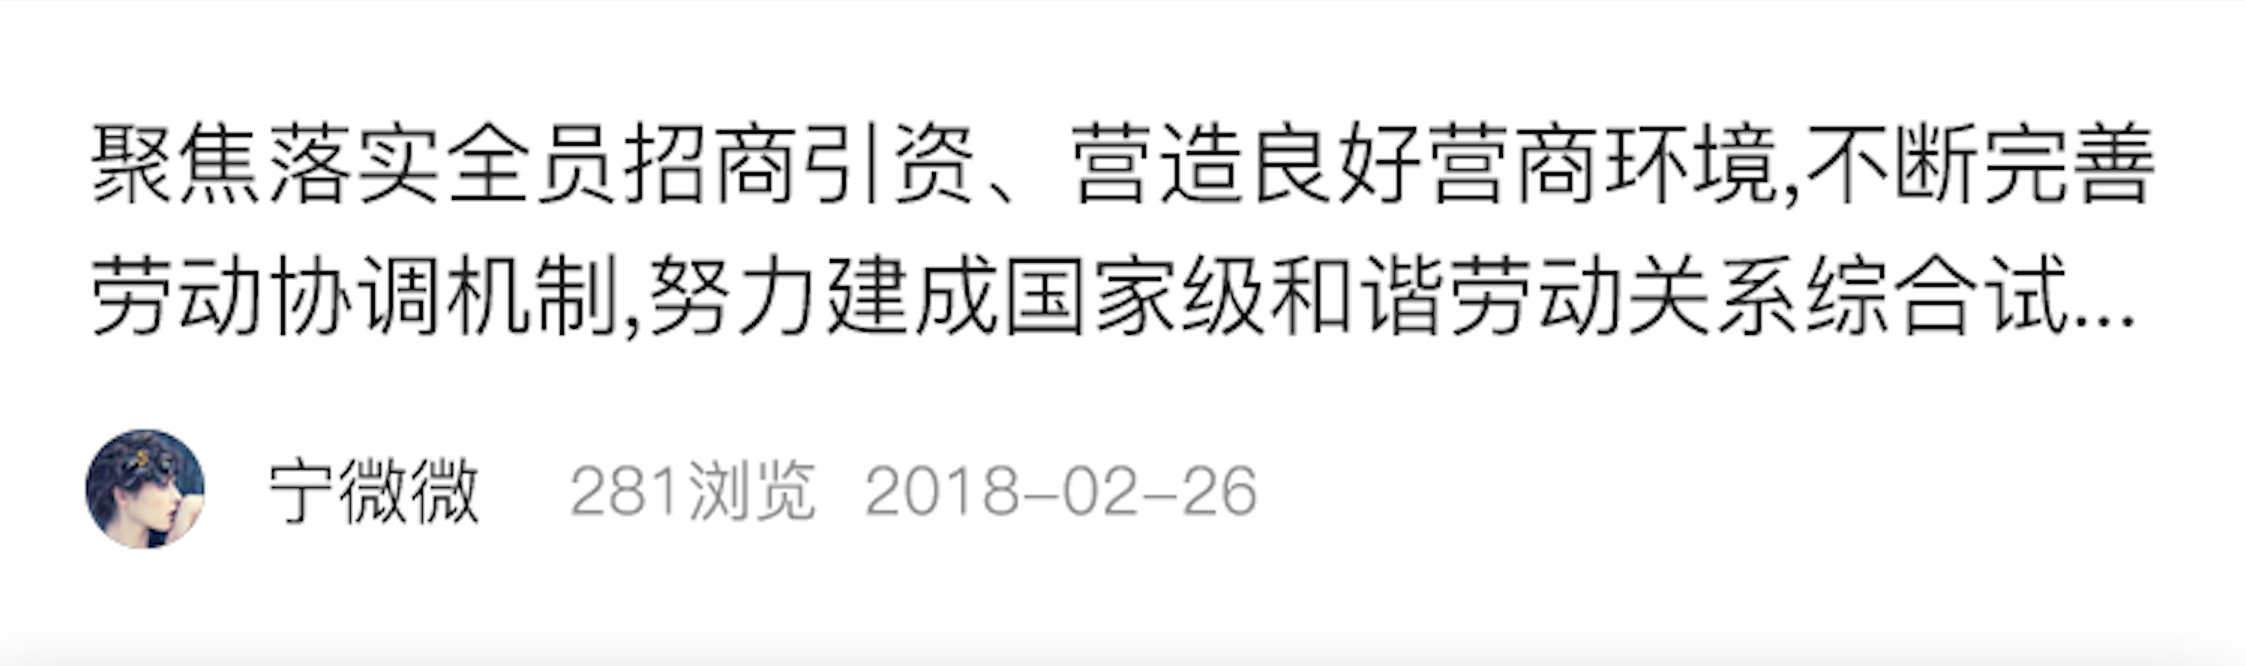 聚焦落实全员招商引资、营造良好营商环境,不断完善
劳动协调机制,努力建成国家级和谐劳动关系综合试...
宁微微 281浏览 2018-02-26